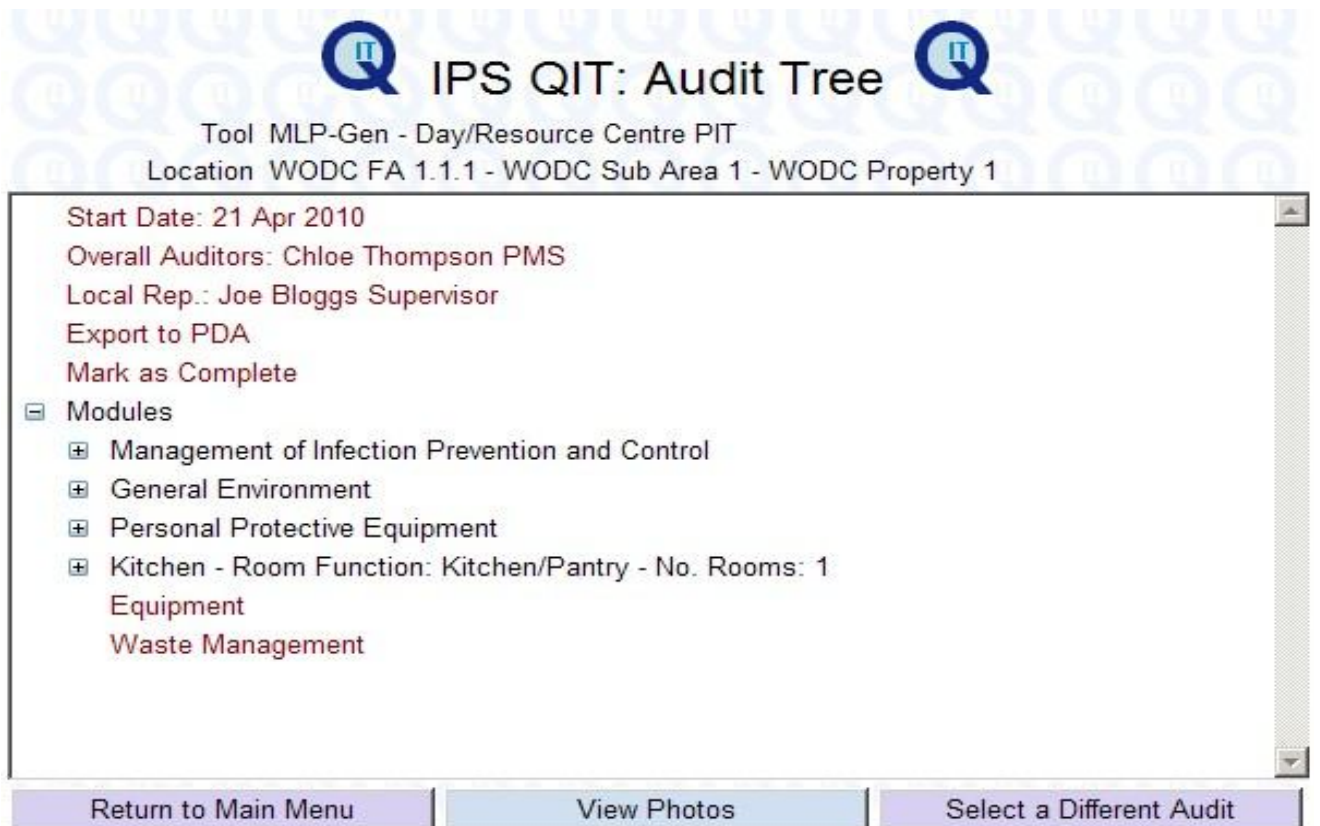 IT Q IPS QIT: Audit Tree IT Q
Tool MLP-Gen - Day/Resource Centre PIT
Location WODC FA 1.1.1 - WODC Sub Area 1 - WODC Property 1
Start Date: 21 Apr 2010
Overall Auditors: Chloe Thompson PMS
Local Rep.: Joe Bloggs Supervisor
Export to PDA
Mark as Complete
Modules
Management of Infection Prevention and Control
General Environment
Personal Protective Equipment
Kitchen - Room Function: Kitchen/Pantry - No. Rooms: 1
Equipment
Waste Management
Return to Main Menu View Photos Select a Different Audit